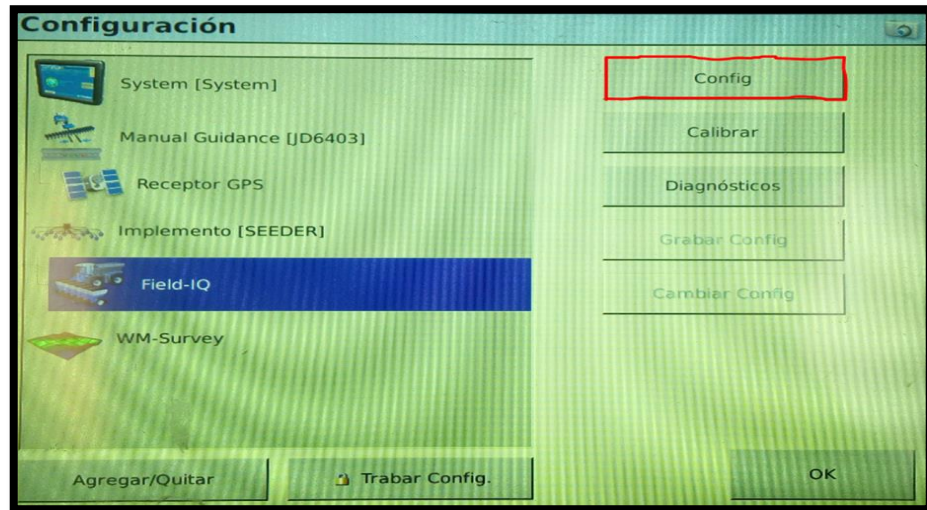 Configuración
System [System]
Manual Guidance [JD6403]
Receptor GPS
Implemento [SEEDER]
Field-IQ
WM-Survey
Config
Calibrar
Diagnósticos
Grabar Config
Cambiar Config
Agregar/Quitar
Trabar Config.
OK